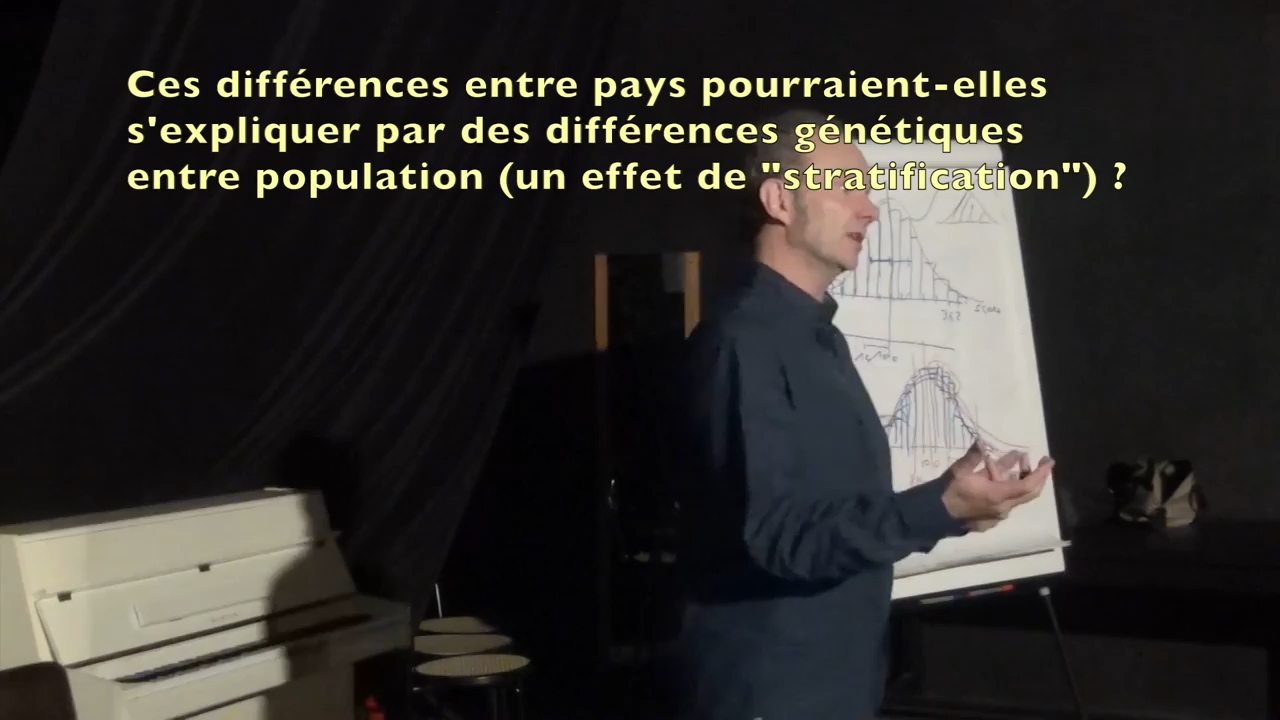 Ces différences entre pays pourraient-elles
s'expliquer par des différences génétiques
entre population (un effet de "stratification") ?